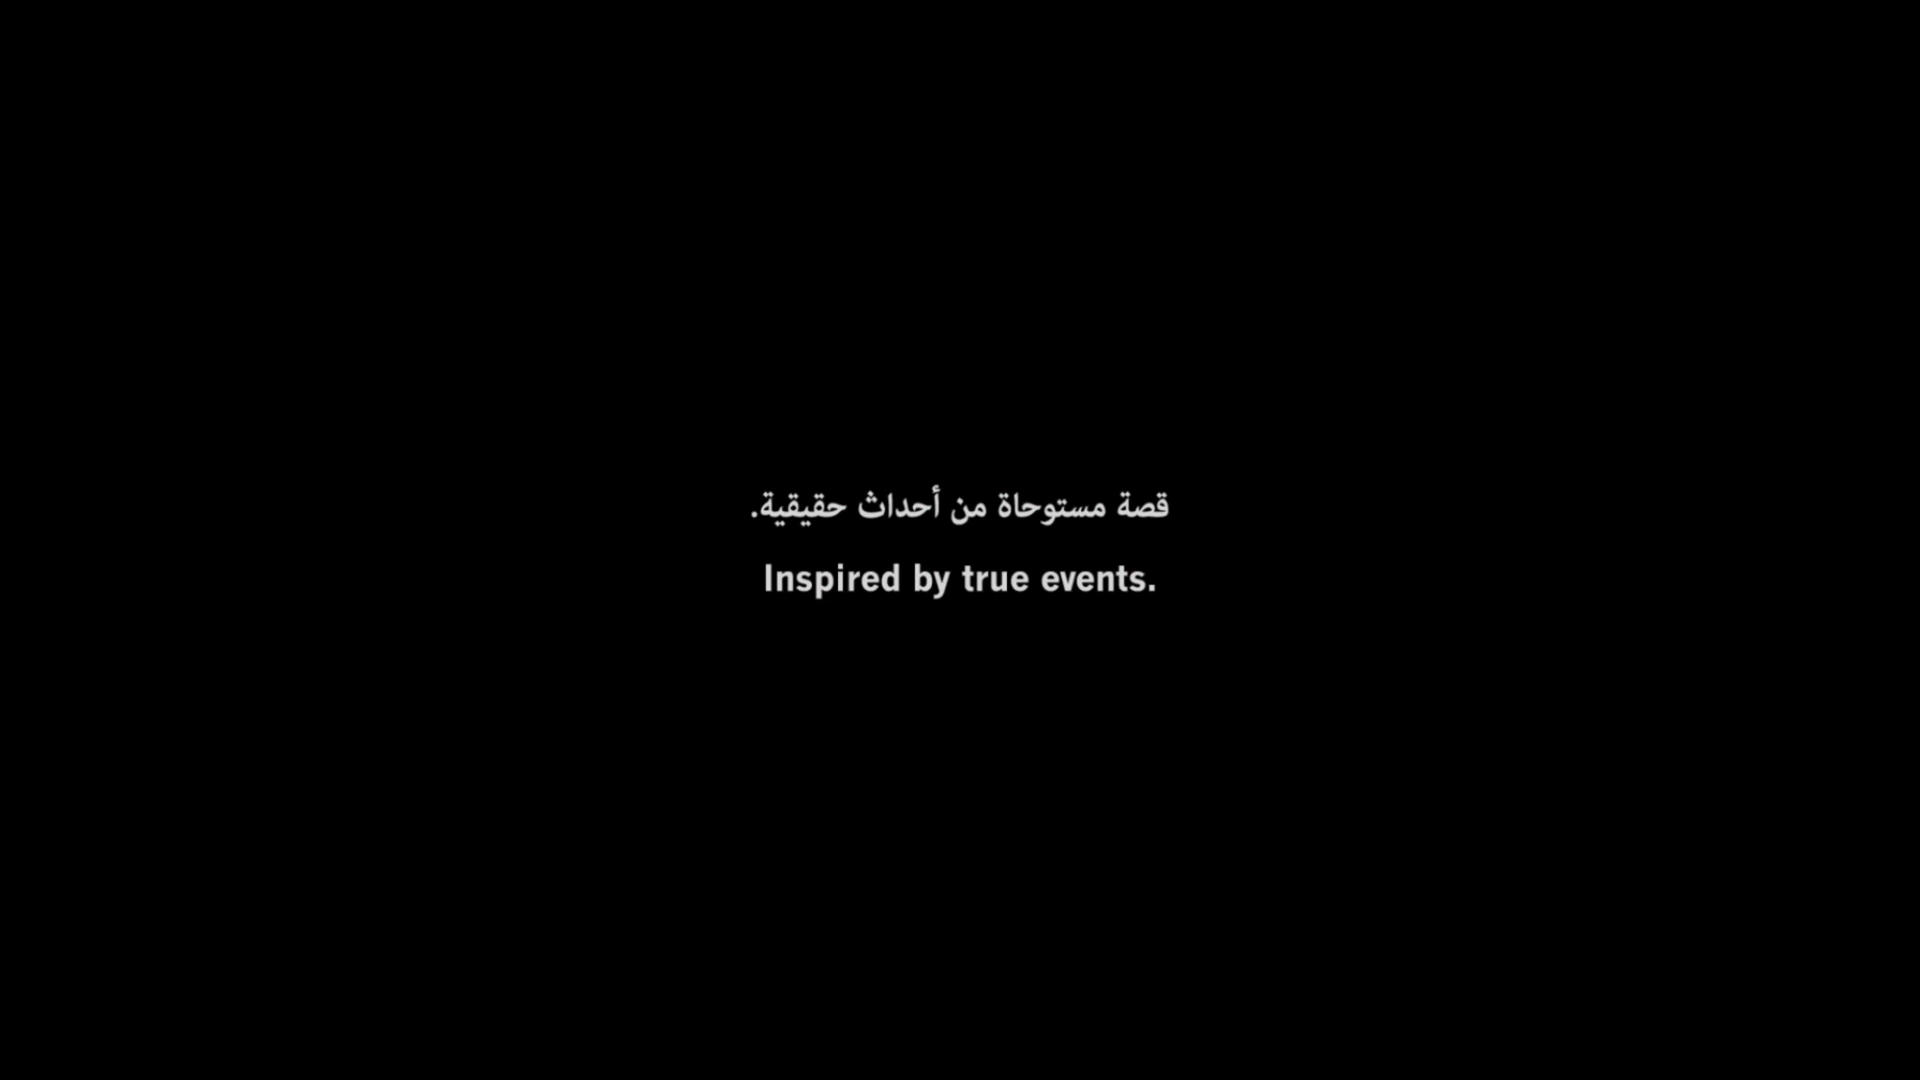 قصة مستوحاة من أحداث حقيقية.
Inspired by true events.